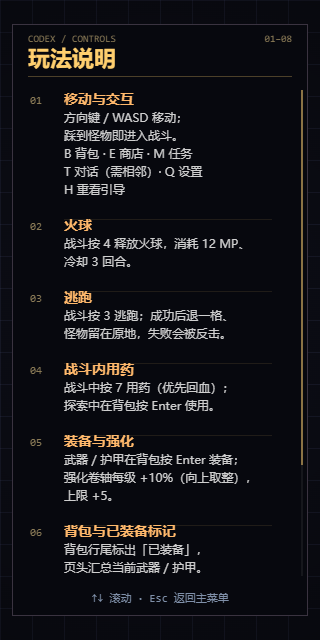 CODEX / CONTROLS 01–08
玩法说明
01 移动与交互
方向键 / WASD 移动；
踩到怪物即进入战斗。
B 背包 · E 商店 · M 任务
T 对话（需相邻） · Q 设置
H 重看引导
02 火球
战斗按 4 释放火球，消耗 12 MP、
冷却 3 回合。
03 逃跑
战斗按 3 逃跑；成功后退一格、
怪物留在原地，失败会被反击。
04 战斗内用药
战斗中按 7 用药（优先回血）；
探索中在背包按 Enter 使用。
05 装备与强化
武器 / 护甲在背包按 Enter 装备；
强化卷轴每级 +10%（向上取整），
上限 +5。
06 背包与已装备标记
背包行尾标出「已装备」，
页头汇总当前武器 / 护甲。
↑↓ 滚动 · Esc 返回主菜单